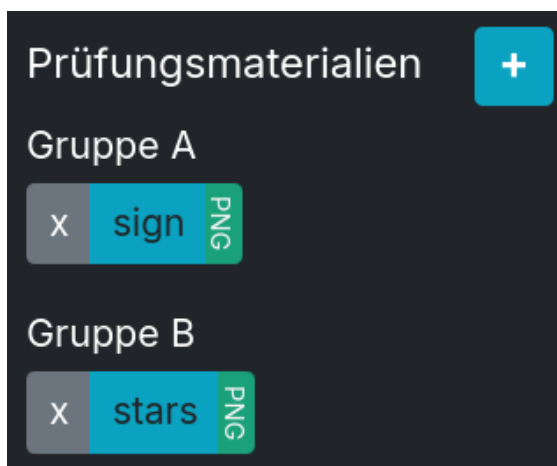 Prüfungsmaterialien +
Gruppe A
x sign PNG
Gruppe B
x stars PNG